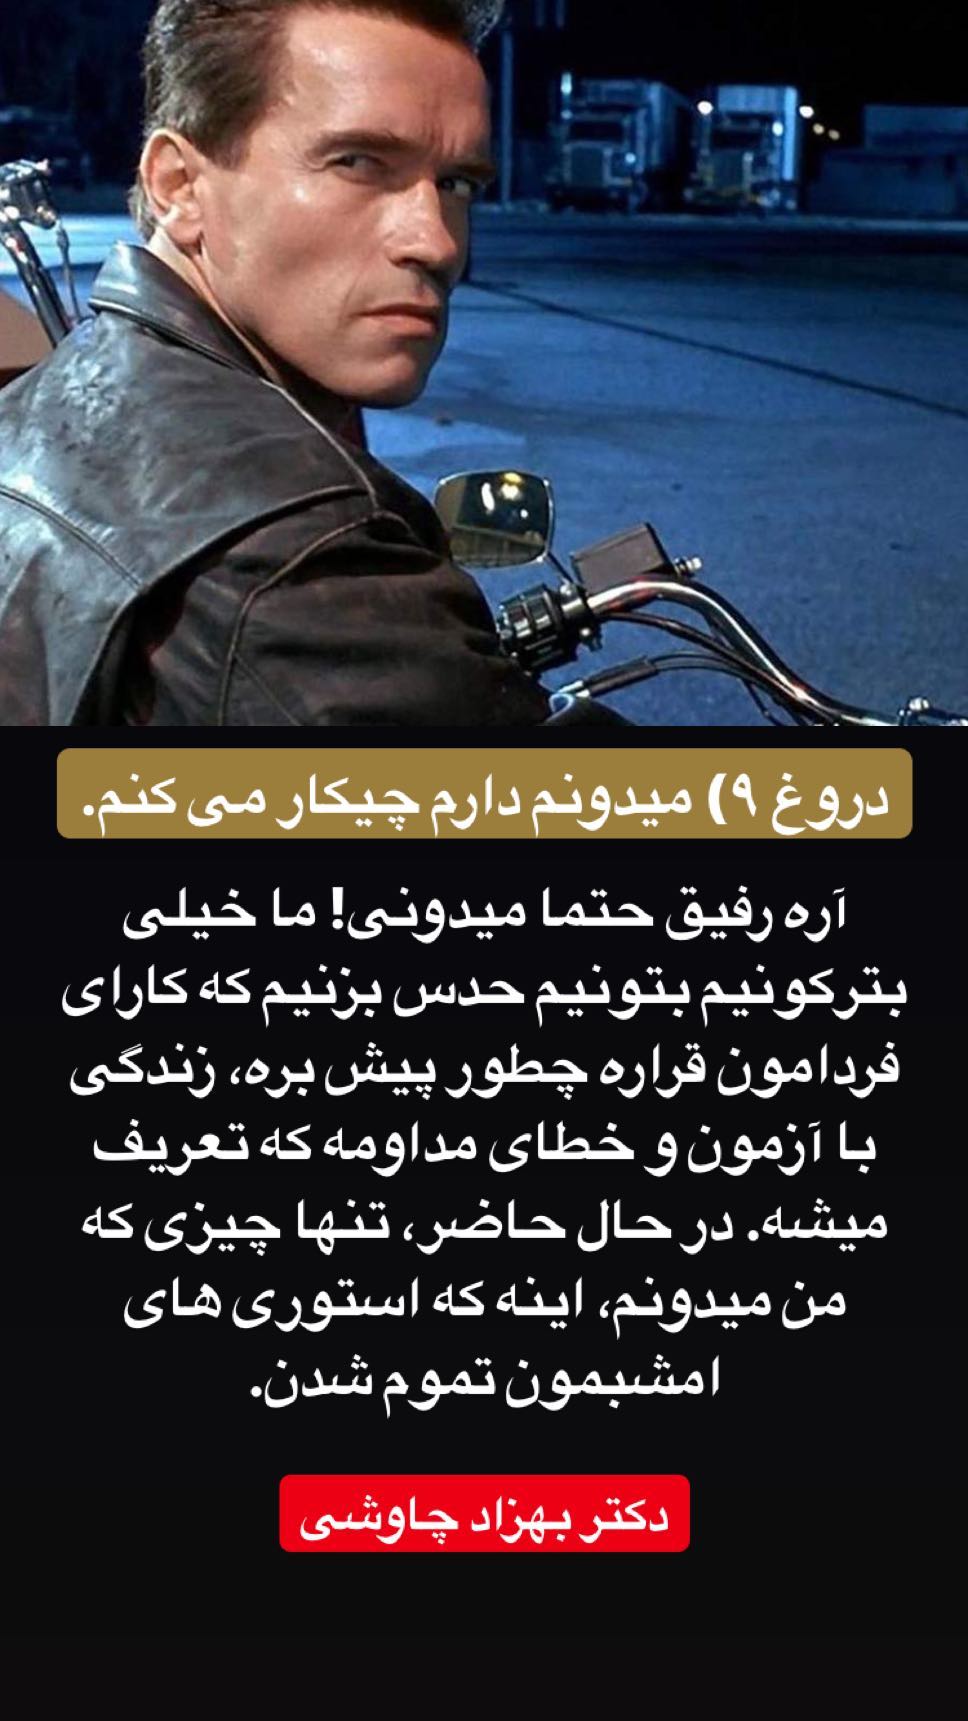 دروغ ۹) میدونم دارم چیکار می کنم.
آره رفیق حتما میدونی! ما خیلی
بترکونیم بتونیم حدس بزنیم که کارای
فردامون قراره چطور پیش بره، زندگی
با آزمون و خطای مداومه که تعریف
میشه. در حال حاضر، تنها چیزی که
من میدونم، اینه که استوری های
امشبمون تموم شدن.
دکتر بهزاد چاوشی